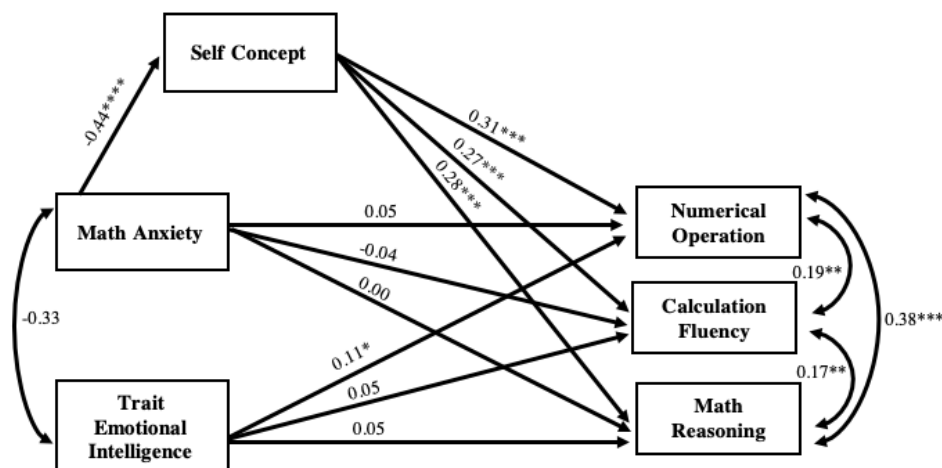 Self Concept
-0.44****
0.31***
0.27***
0.28***
Math Anxiety
0.05
-0.04
0.00
Numerical
Operation
0.19**
-0.33
Calculation
Fluency
0.38***
0.11*
0.05
0.17**
Trait
Emotional
Intelligence
0.05
Math
Reasoning